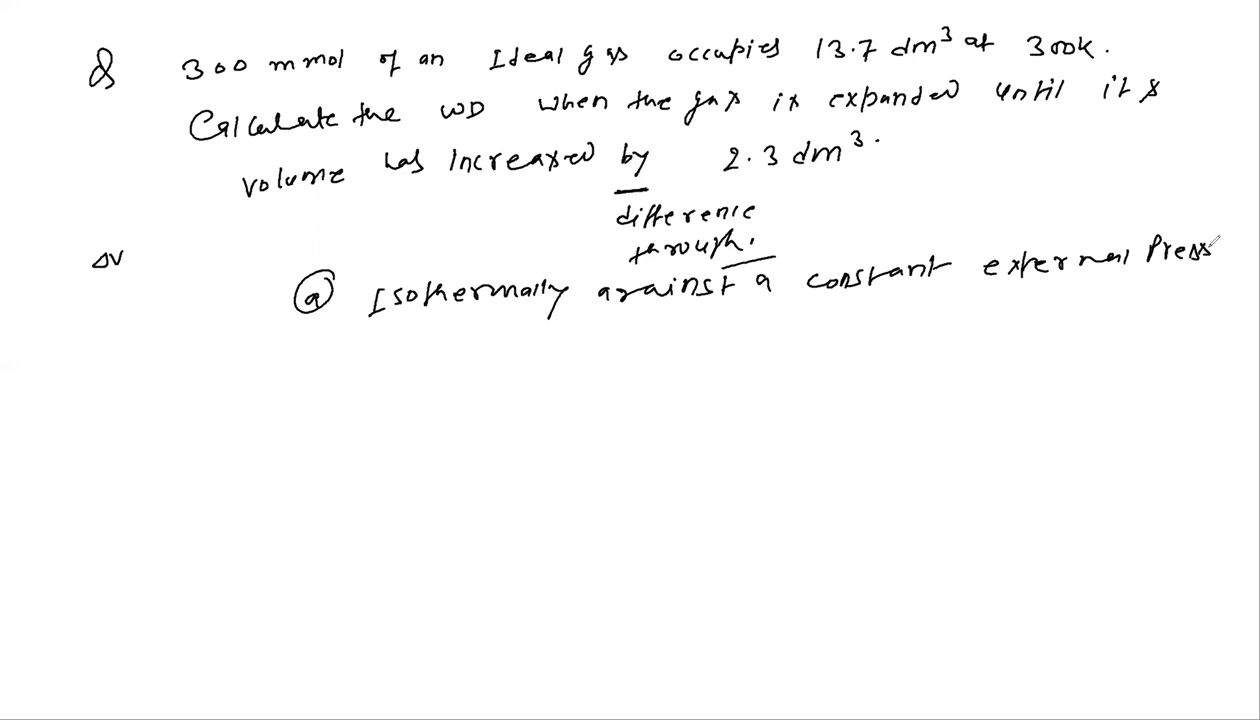 Q 300 mmol of an Ideal gas occupies 13.7 dm³ at 300K.
Calculate the WD when the gas is expanded until its
volume has increased by 2.3 dm³.
difference
through.
ΔV
(a) Isothermally against a constant external Press